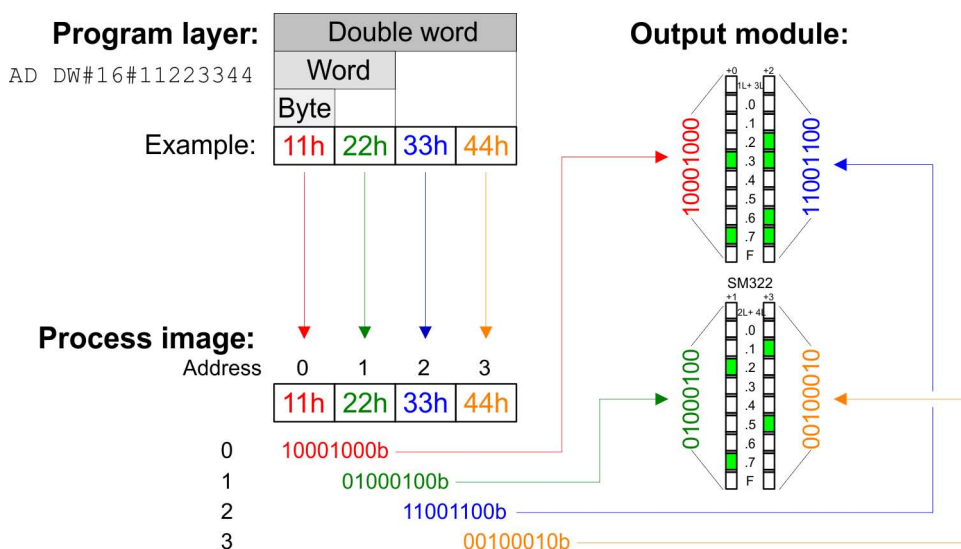 Program layer:
AD DW#16#11223344
Double word
Word
Byte
Example:
11h 22h 33h 44h
Process image:
Address 0 1 2 3
11h 22h 33h 44h
0 10001000b
1 01000100b
2 11001100b
3 00100010b
Output module:
+0 +2
1L+ 3L
.0
.1
.2
.3
.4
.5
.6
.7
F
10001000
11001100
SM322
+1 +3
2L+ 4L
.0
.1
.2
.3
.4
.5
.6
.7
F
01000100
00100010